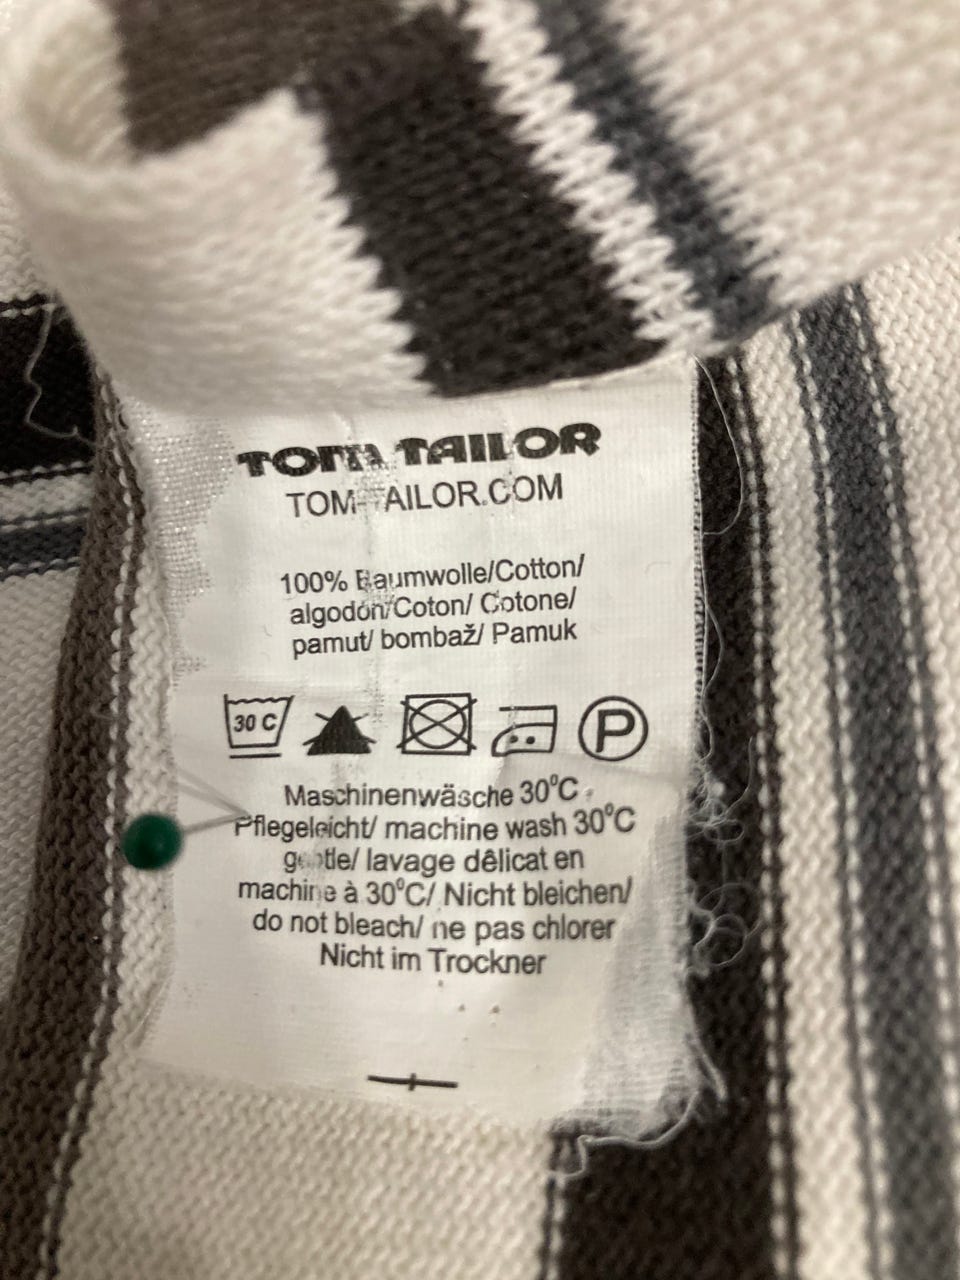 TOM TAILOR
TOM-TAILOR.COM
100% Baumwolle/Cotton/
algodón/Coton/ Cotone/
pamut/ bombaž/ Pamuk
30 C P
Maschinenwäsche 30°C
Pflegeleicht/ machine wash 30°C
gentle/ lavage dêlicat en
machine à 30°C/ Nicht bleichen/
do not bleach/ ne pas chlorer
Nicht im Trockner